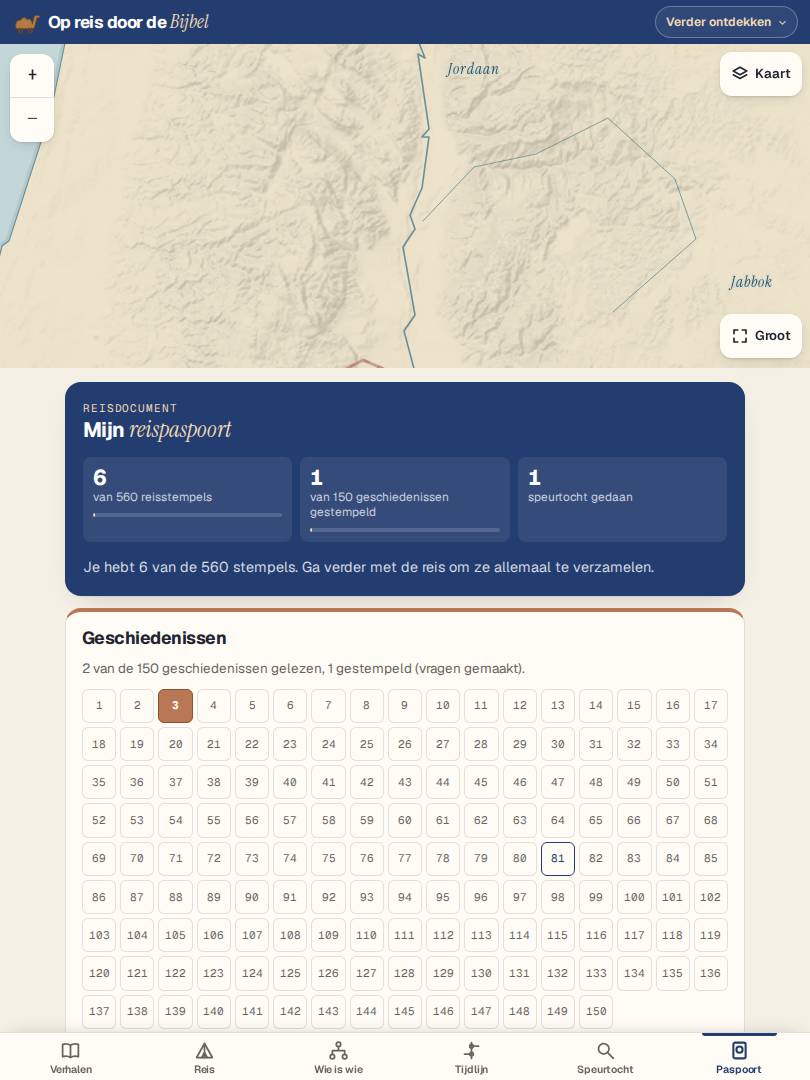 Op reis door de Bijbel
Verder ontdekken
+
−
Jordaan
Kaart
Jabbok
Groot
REISDOCUMENT
Mijn reispaspoort
6
van 560 reisstempels
1
van 150 geschiedenissen
gestempeld
1
speurtocht gedaan
Je hebt 6 van de 560 stempels. Ga verder met de reis om ze allemaal te verzamelen.
Geschiedenissen
2 van de 150 geschiedenissen gelezen, 1 gestempeld (vragen gemaakt).
1 2 3 4 5 6 7 8 9 10 11 12 13 14 15 16 17
18 19 20 21 22 23 24 25 26 27 28 29 30 31 32 33 34
35 36 37 38 39 40 41 42 43 44 45 46 47 48 49 50 51
52 53 54 55 56 57 58 59 60 61 62 63 64 65 66 67 68
69 70 71 72 73 74 75 76 77 78 79 80 81 82 83 84 85
86 87 88 89 90 91 92 93 94 95 96 97 98 99 100 101 102
103 104 105 106 107 108 109 110 111 112 113 114 115 116 117 118 119
120 121 122 123 124 125 126 127 128 129 130 131 132 133 134 135 136
137 138 139 140 141 142 143 144 145 146 147 148 149 150
Verhalen Reis Wie is wie Tijdlijn Speurtocht Paspoort